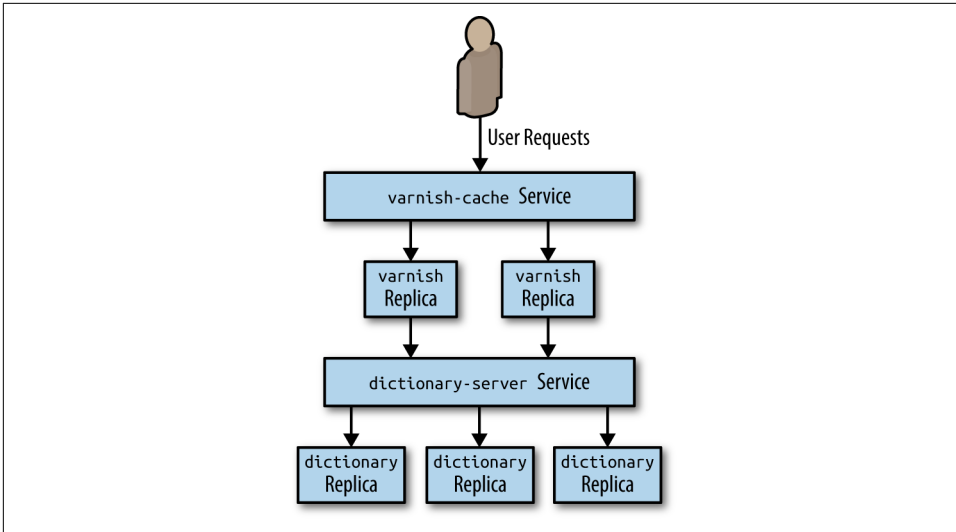 User Requests
varnish-cache Service
varnish
Replica
varnish
Replica
dictionary-server Service
dictionary
Replica
dictionary
Replica
dictionary
Replica